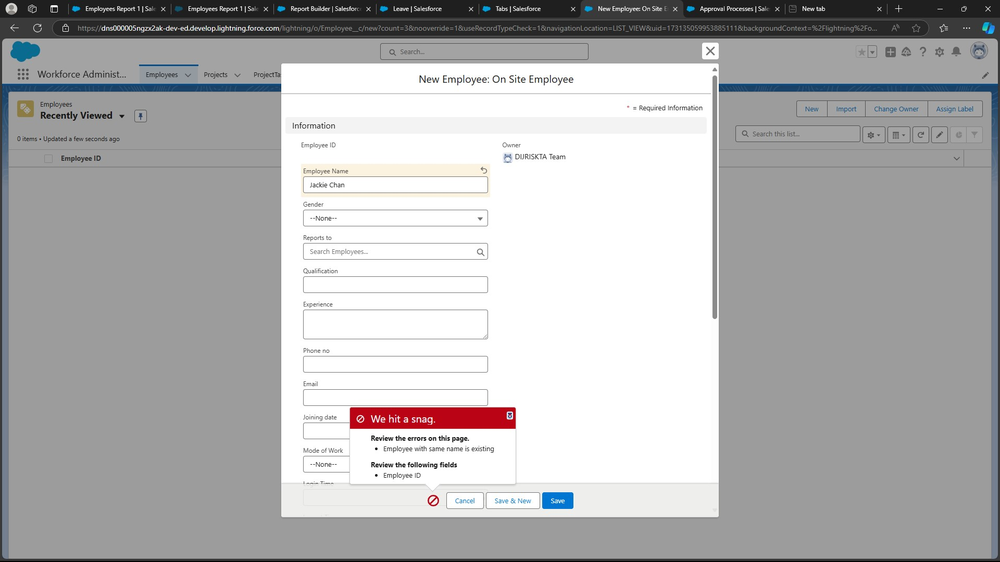 Employees Report 1 | Sale
Employees Report 1 | Sale
Report Builder | Salesforc
Leave | Salesforce
Tabs | Salesforce
New Employee: On Site E
Approval Processes | Sale
New tab
https://dns000005ngzx2ak-dev-ed.develop.lightning.force.com/lightning/o/Employee__c/new?count=3&nooverride=1&useRecordTypeCheck=1&navigationLocation=LIST_VIEW&uid=173135059953885111&backgroundContext=%2Flightning%2Fo...
Search...
Workforce Administ...
Employees
Projects
ProjectTa
New Employee: On Site Employee
Employees
Recently Viewed
New
Import
Change Owner
Assign Label
* = Required Information
Information
0 items • Updated a few seconds ago
Search this list...
Employee ID
Employee ID
Owner
DIJRISKTA Team
Employee Name
Jackie Chan
Gender
--None--
Reports to
Search Employees...
Qualification
Experience
Phone no
Email
Joining date
Mode of Work
--None--
Login Time
We hit a snag.
Review the errors on this page.
• Employee with same name is existing
Review the following fields
• Employee ID
Cancel
Save & New
Save